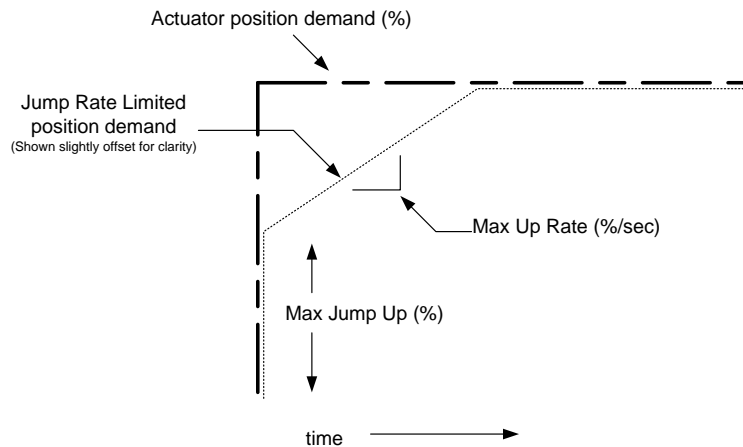 Actuator position demand (%)
Jump Rate Limited
position demand
(Shown slightly offset for clarity)
Max Up Rate (%/sec)
Max Jump Up (%)
time